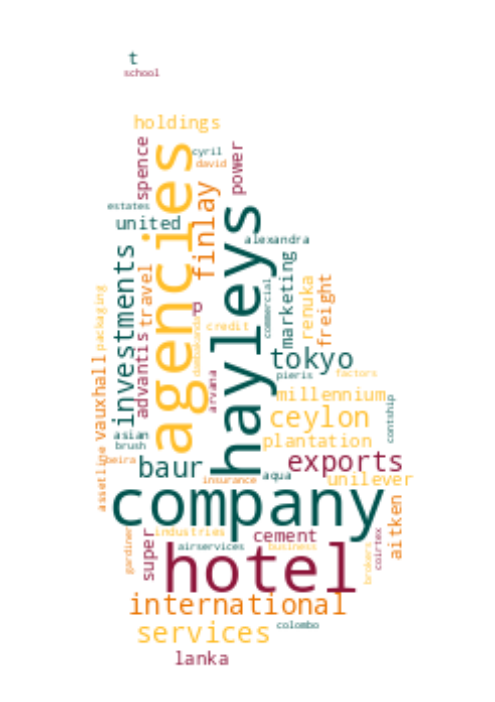 t
school
holdings
spence
agencies
cyril
david
power
finlay
estates
united
hayleys
alexandra
investments
travel
advantis
marketing
renuka
freight
commercial
packaging
p
credit
arvana
tokyo
pieris
factors
vauxhall
millennium
ceylon
contship
asian
brush
beira
plantation
baur
aqua
exports
assetline
insurance
unilever
company
aitken
gardiner
super
industries
airservices
cement
business
brokers
coirtex
hotel
international
services
colombo
lanka